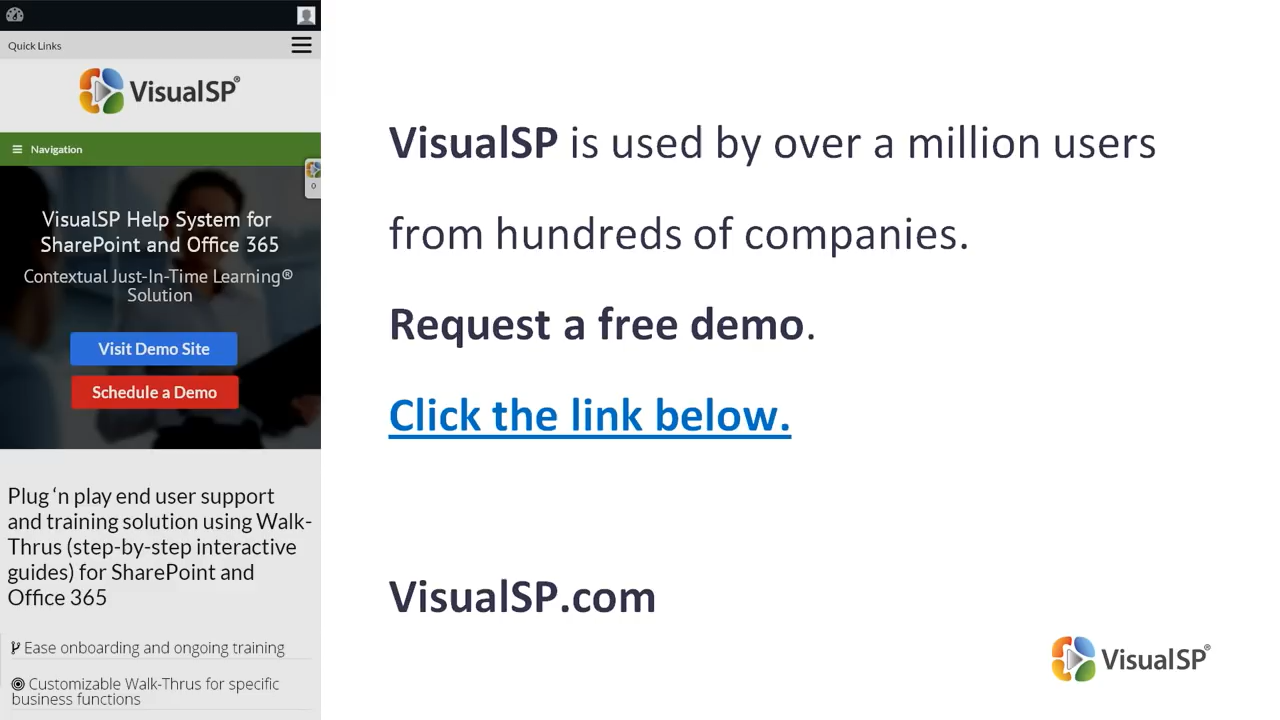 Quick Links
VisualSP®
Navigation
0
VisualSP Help System for
SharePoint and Office 365
Contextual Just-In-Time Learning®
Solution
Visit Demo Site
Schedule a Demo
Plug ‘n play end user support
and training solution using Walk-
Thrus (step-by-step interactive
guides) for SharePoint and
Office 365
Ease onboarding and ongoing training
Customizable Walk-Thrus for specific
business functions
VisualSP is used by over a million users
from hundreds of companies.
Request a free demo.
Click the link below.
VisualSP.com
VisualSP®